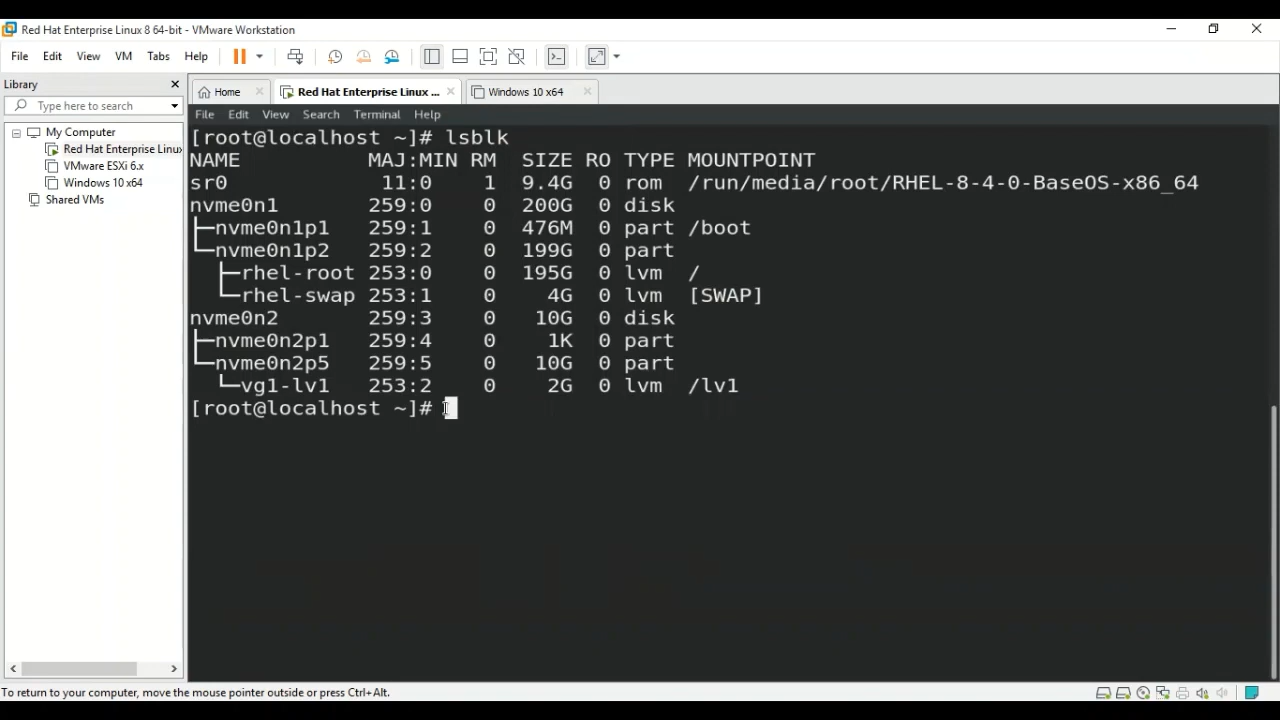 Red Hat Enterprise Linux 8 64-bit - VMware Workstation
File Edit View VM Tabs Help
Library
Type here to search
My Computer
Red Hat Enterprise Linux
VMware ESXi 6.x
Windows 10 x64
Shared VMs
Home Red Hat Enterprise Linux ... Windows 10 x64
File Edit View Search Terminal Help
[root@localhost ~]# lsblk
NAME MAJ:MIN RM SIZE RO TYPE MOUNTPOINT
sr0 11:0 1 9.4G 0 rom /run/media/root/RHEL-8-4-0-BaseOS-x86_64
nvme0n1 259:0 0 200G 0 disk
├─nvme0n1p1 259:1 0 476M 0 part /boot
└─nvme0n1p2 259:2 0 199G 0 part
├─rhel-root 253:0 0 195G 0 lvm /
└─rhel-swap 253:1 0 4G 0 lvm [SWAP]
nvme0n2 259:3 0 10G 0 disk
├─nvme0n2p1 259:4 0 1K 0 part
└─nvme0n2p5 259:5 0 10G 0 part
└─vg1-lv1 253:2 0 2G 0 lvm /lv1
[root@localhost ~]#
To return to your computer, move the mouse pointer outside or press Ctrl+Alt.